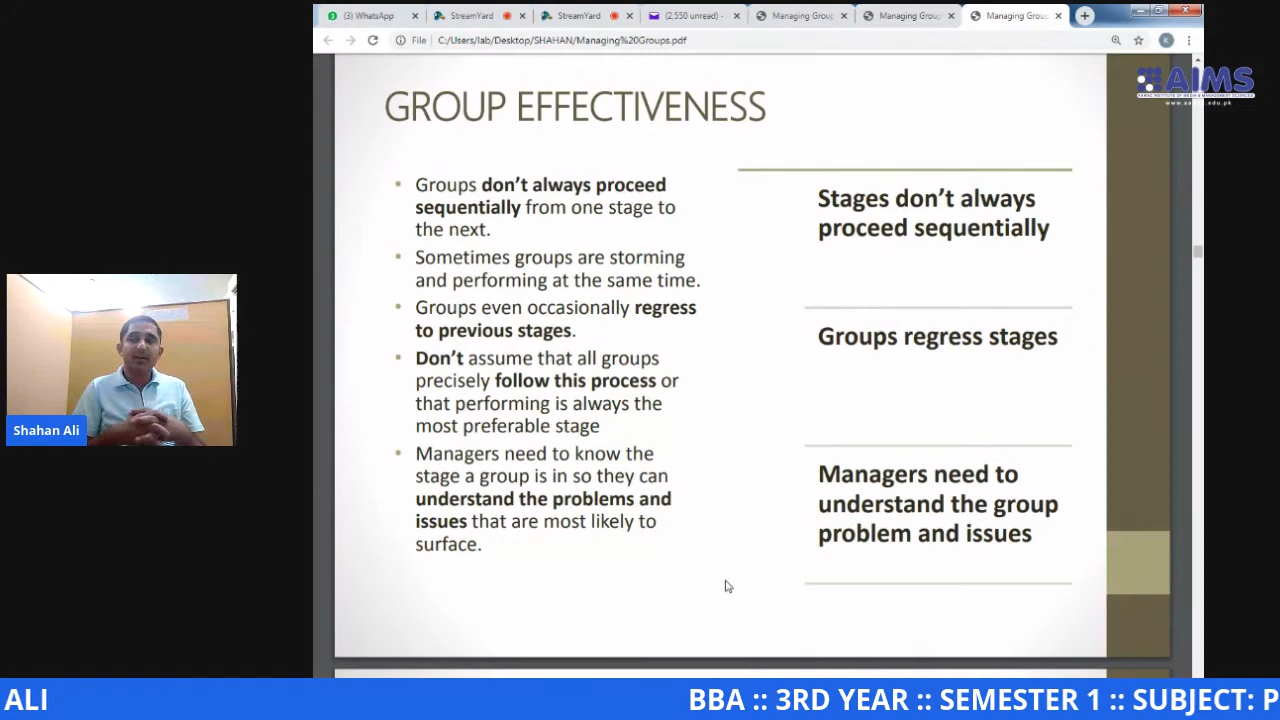 (3) WhatsApp
StreamYard
StreamYard
(2,550 unread) -
Managing Group
Managing Group
Managing Group
File
C:/Users/lab/Desktop/SHAHAN/Managing%20Groups.pdf
K
AIMS
GROUP EFFECTIVENESS
• Groups don’t always proceed
sequentially from one stage to
the next.
• Sometimes groups are storming
and performing at the same time.
• Groups even occasionally regress
to previous stages.
• Don’t assume that all groups
precisely follow this process or
that performing is always the
most preferable stage
• Managers need to know the
stage a group is in so they can
understand the problems and
issues that are most likely to
surface.
Stages don’t always
proceed sequentially
Groups regress stages
Managers need to
understand the group
problem and issues
Shahan Ali
ALI
BBA :: 3RD YEAR :: SEMESTER 1 :: SUBJECT: P